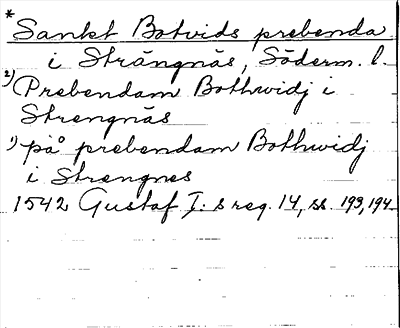 * Sankt Botvids prebenda
i Strängnäs, Söderm. l.
2) Prebendam Bothwidj i
Strengnäs
1) på prebendam Bothwidj
i Strengnes
1542 Gustaf I:s reg. 14, ss. 193, 194